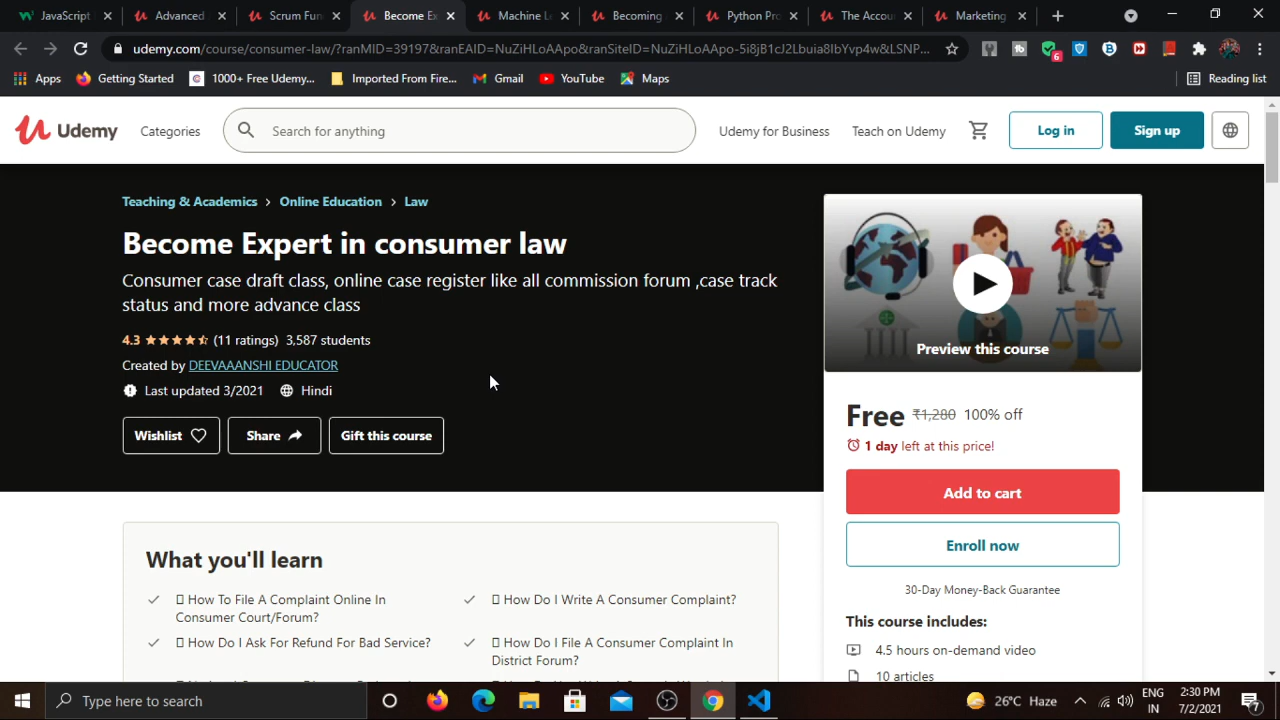 JavaScript
Advanced
Scrum Fun
Become Ex
Machine Le
Becoming
Python Pro
The Accou
Marketing
udemy.com/course/consumer-law/?ranMID=39197&ranEAID=NuZiHLoAApo&ranSiteID=NuZiHLoAApo-5i8jB1cJ2Lbuia8IbYvp4w&LSNP...
6
Apps
Getting Started
1000+ Free Udemy...
Imported From Fire...
Gmail
YouTube
Maps
Reading list
Udemy
Categories
Search for anything
Udemy for Business
Teach on Udemy
Log in
Sign up
Teaching & Academics > Online Education > Law
Become Expert in consumer law
Consumer case draft class, online case register like all commission forum ,case track
status and more advance class
4.3 (11 ratings) 3,587 students
Created by DEEVAAANSHI EDUCATOR
Last updated 3/2021 Hindi
Wishlist
Share
Gift this course
Preview this course
Free ₹1,280 100% off
1 day left at this price!
Add to cart
Enroll now
30-Day Money-Back Guarantee
This course includes:
4.5 hours on-demand video
10 articles
What you'll learn
How To File A Complaint Online In
Consumer Court/Forum?
How Do I Write A Consumer Complaint?
How Do I Ask For Refund For Bad Service?
How Do I File A Consumer Complaint In
District Forum?
Type here to search
26°C Haze
ENG
IN
2:30 PM
7/2/2021
7